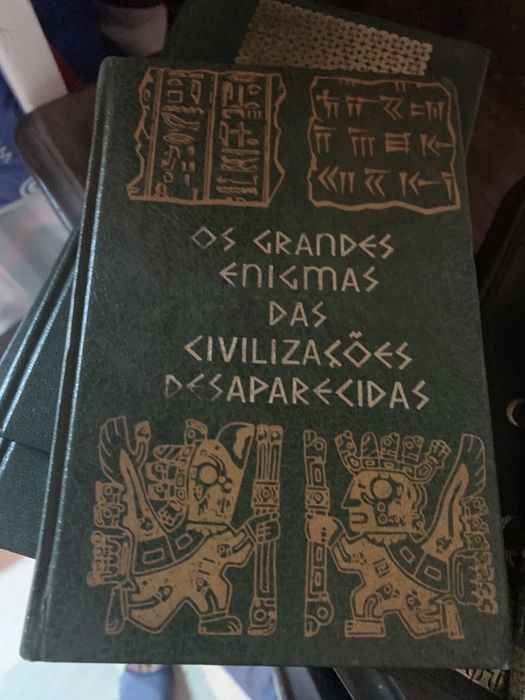 OS GRANDES
ENIGMAS
DAS
CIVILIZAÇÕES
DESAPARECIDAS